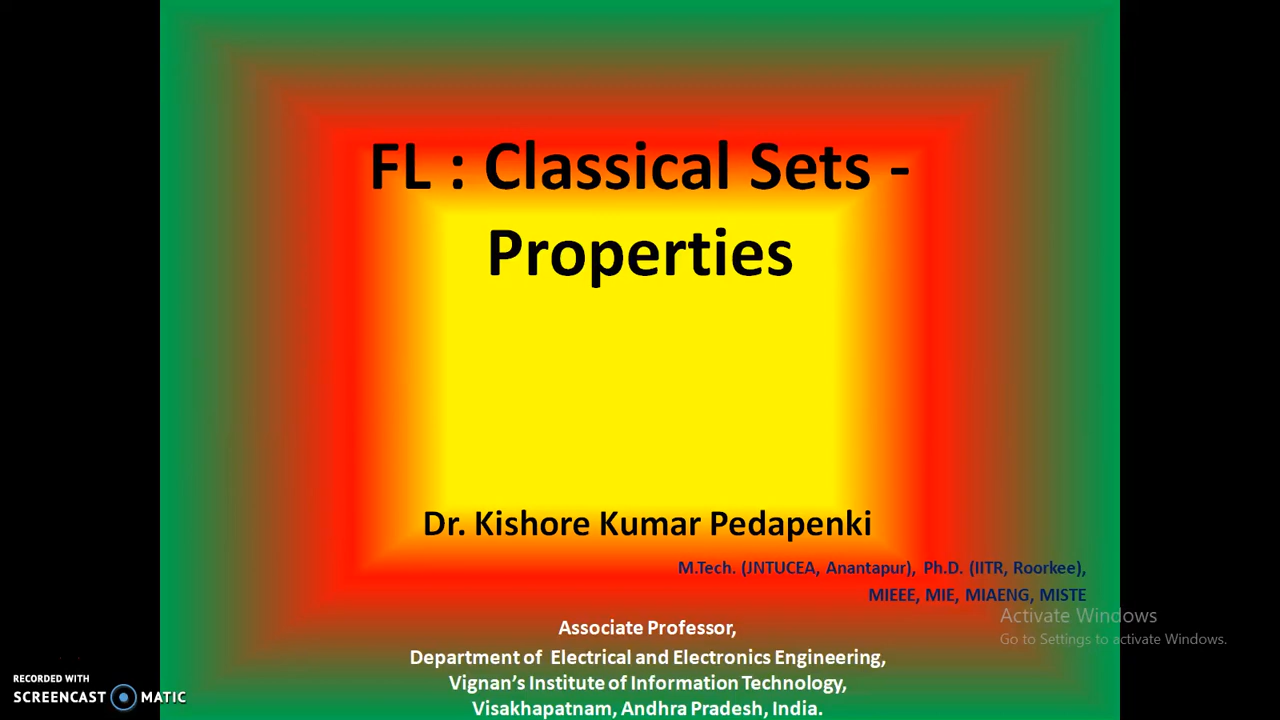 FL : Classical Sets -
Properties
Dr. Kishore Kumar Pedapenki
M.Tech. (JNTUCEA, Anantapur), Ph.D. (IITR, Roorkee),
MIEEE, MIE, MIAENG, MISTE
Activate Windows
Go to Settings to activate Windows.
Associate Professor,
Department of Electrical and Electronics Engineering,
Vignan's Institute of Information Technology,
Visakhapatnam, Andhra Pradesh, India.
RECORDED WITH
SCREENCAST MATIC